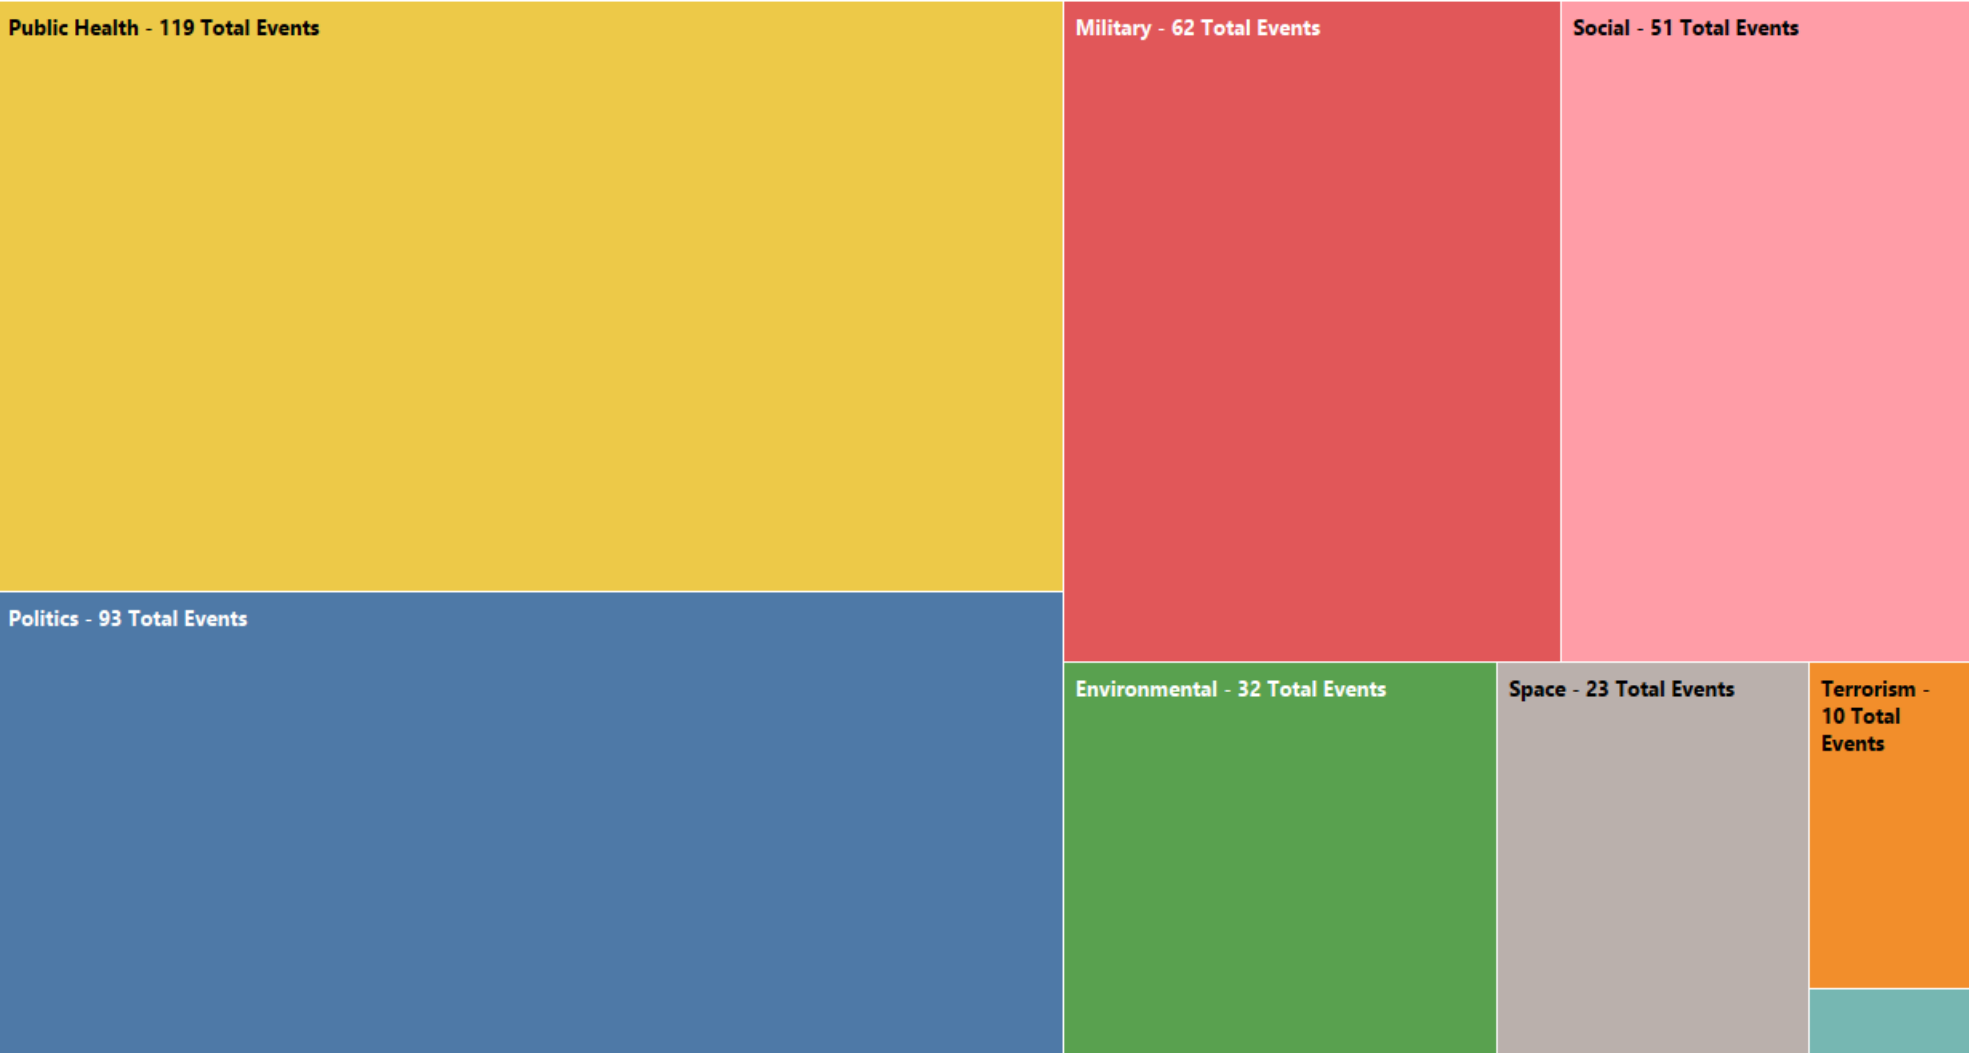 Public Health - 119 Total Events
Military - 62 Total Events
Social - 51 Total Events
Politics - 93 Total Events
Environmental - 32 Total Events
Space - 23 Total Events
Terrorism -
10 Total
Events